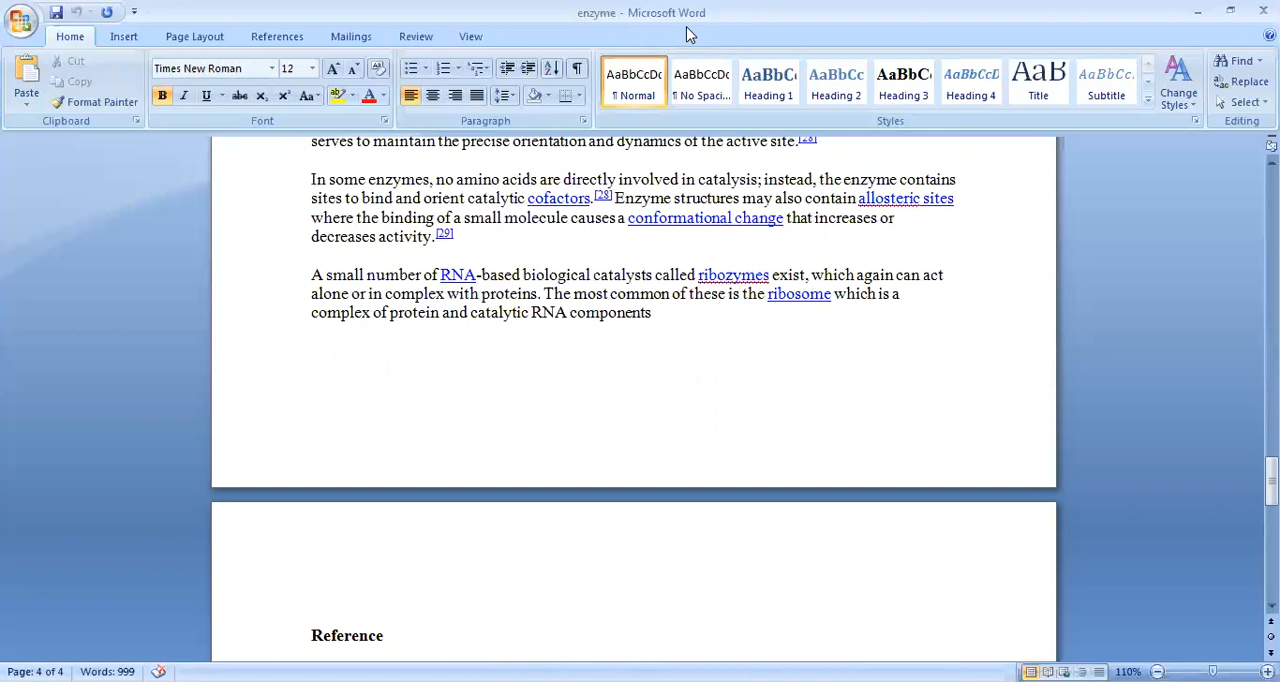 enzyme - Microsoft Word
Home Insert Page Layout References Mailings Review View
Paste
Cut
Copy
Format Painter
Clipboard
Times New Roman 12
Font
Paragraph
AaBbCcDc AaBbCcDc AaBbC AaBbCc AaBbC AaBbCcD AaB AaBbCc.
¶ Normal ¶ No Spaci... Heading 1 Heading 2 Heading 3 Heading 4 Title Subtitle
Change Styles
Styles
Find
Replace
Select
Editing
serves to maintain the precise orientation and dynamics of the active site.[28]
In some enzymes, no amino acids are directly involved in catalysis; instead, the enzyme contains
sites to bind and orient catalytic cofactors.[28] Enzyme structures may also contain allosteric sites
where the binding of a small molecule causes a conformational change that increases or
decreases activity.[29]
A small number of RNA-based biological catalysts called ribozymes exist, which again can act
alone or in complex with proteins. The most common of these is the ribosome which is a
complex of protein and catalytic RNA components
Reference
Page: 4 of 4 Words: 999 110%